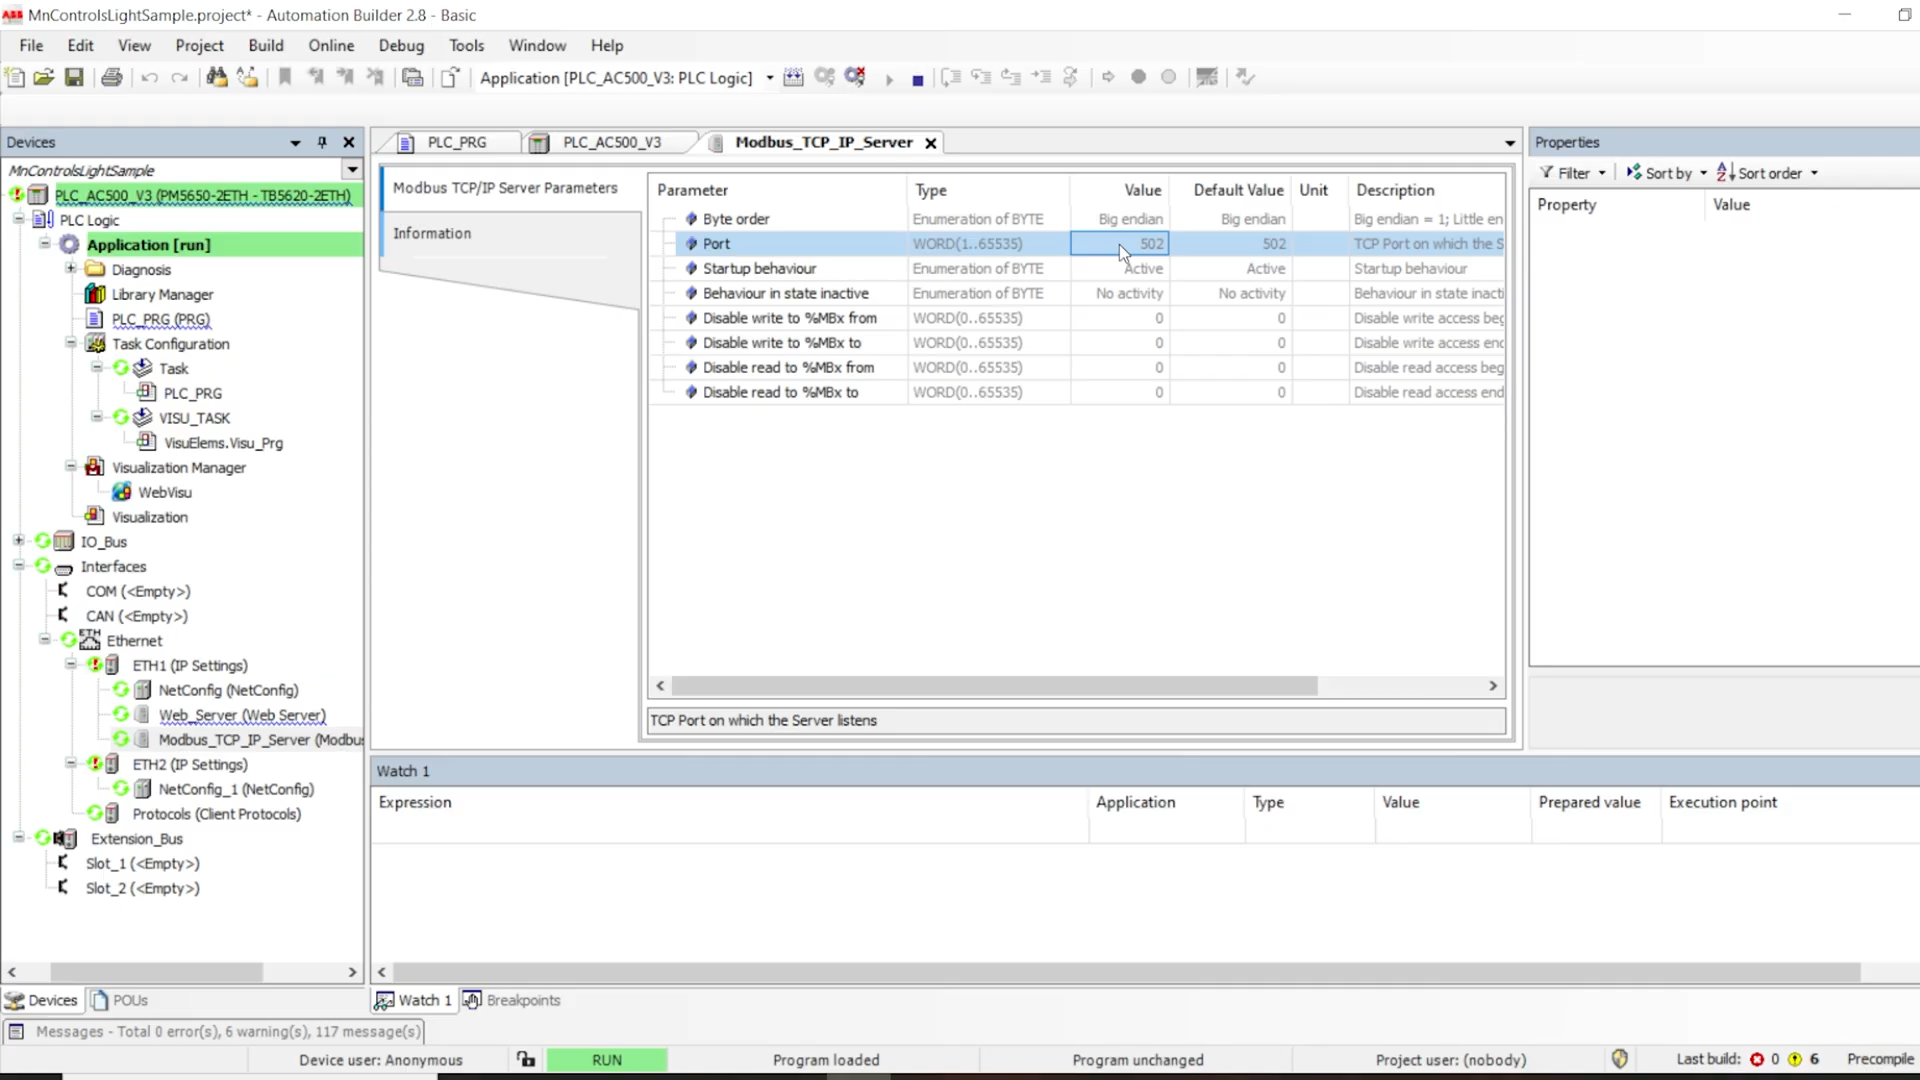 ABB MnControlsLightSample.project* - Automation Builder 2.8 - Basic
File Edit View Project Build Online Debug Tools Window Help
Application [PLC_AC500_V3: PLC Logic]
Devices
MnControlsLightSample
PLC_AC500_V3 (PM5650-2ETH - TB5620-2ETH)
PLC Logic
Application [run]
Diagnosis
Library Manager
PLC_PRG (PRG)
Task Configuration
Task
PLC_PRG
VISU_TASK
VisuElems.Visu_Prg
Visualization Manager
WebVisu
Visualization
IO_Bus
Interfaces
COM (<Empty>)
CAN (<Empty>)
ETH Ethernet
ETH1 (IP Settings)
NetConfig (NetConfig)
Web_Server (Web Server)
Modbus_TCP_IP_Server (Modbus
ETH2 (IP Settings)
NetConfig_1 (NetConfig)
Protocols (Client Protocols)
Extension_Bus
Slot_1 (<Empty>)
Slot_2 (<Empty>)
Devices POUs
PLC_PRG PLC_AC500_V3 Modbus_TCP_IP_Server
Modbus TCP/IP Server Parameters
Information
Parameter Type Value Default Value Unit Description
Byte order Enumeration of BYTE Big endian Big endian Big endian = 1; Little en
Port WORD(1..65535) 502 502 TCP Port on which the S
Startup behaviour Enumeration of BYTE Active Active Startup behaviour
Behaviour in state inactive Enumeration of BYTE No activity No activity Behaviour in state inacti
Disable write to %MBx from WORD(0..65535) 0 0 Disable write access beg
Disable write to %MBx to WORD(0..65535) 0 0 Disable write access end
Disable read to %MBx from WORD(0..65535) 0 0 Disable read access beg
Disable read to %MBx to WORD(0..65535) 0 0 Disable read access end
TCP Port on which the Server listens
Properties
Filter Sort by Sort order
Property Value
Watch 1
Expression Application Type Value Prepared value Execution point
Watch 1 Breakpoints
Messages - Total 0 error(s), 6 warning(s), 117 message(s)
Device user: Anonymous RUN Program loaded Program unchanged Project user: (nobody) Last build: 0 6 Precompile